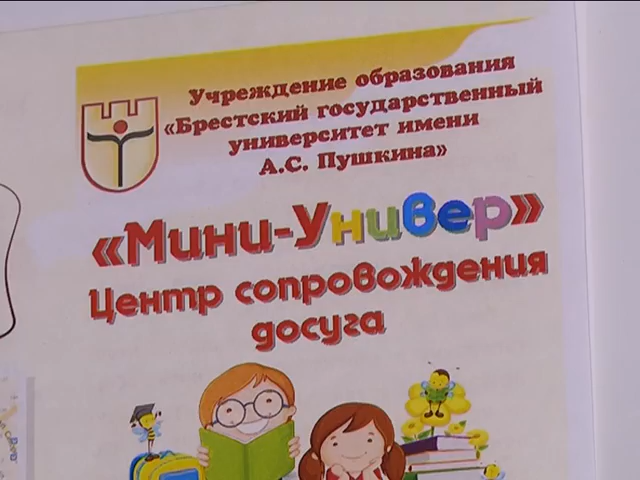 Учреждение образования
«Брестский государственный
университет имени
А.С. Пушкина»
«Мини-Универ»
Центр сопровождения
досуга